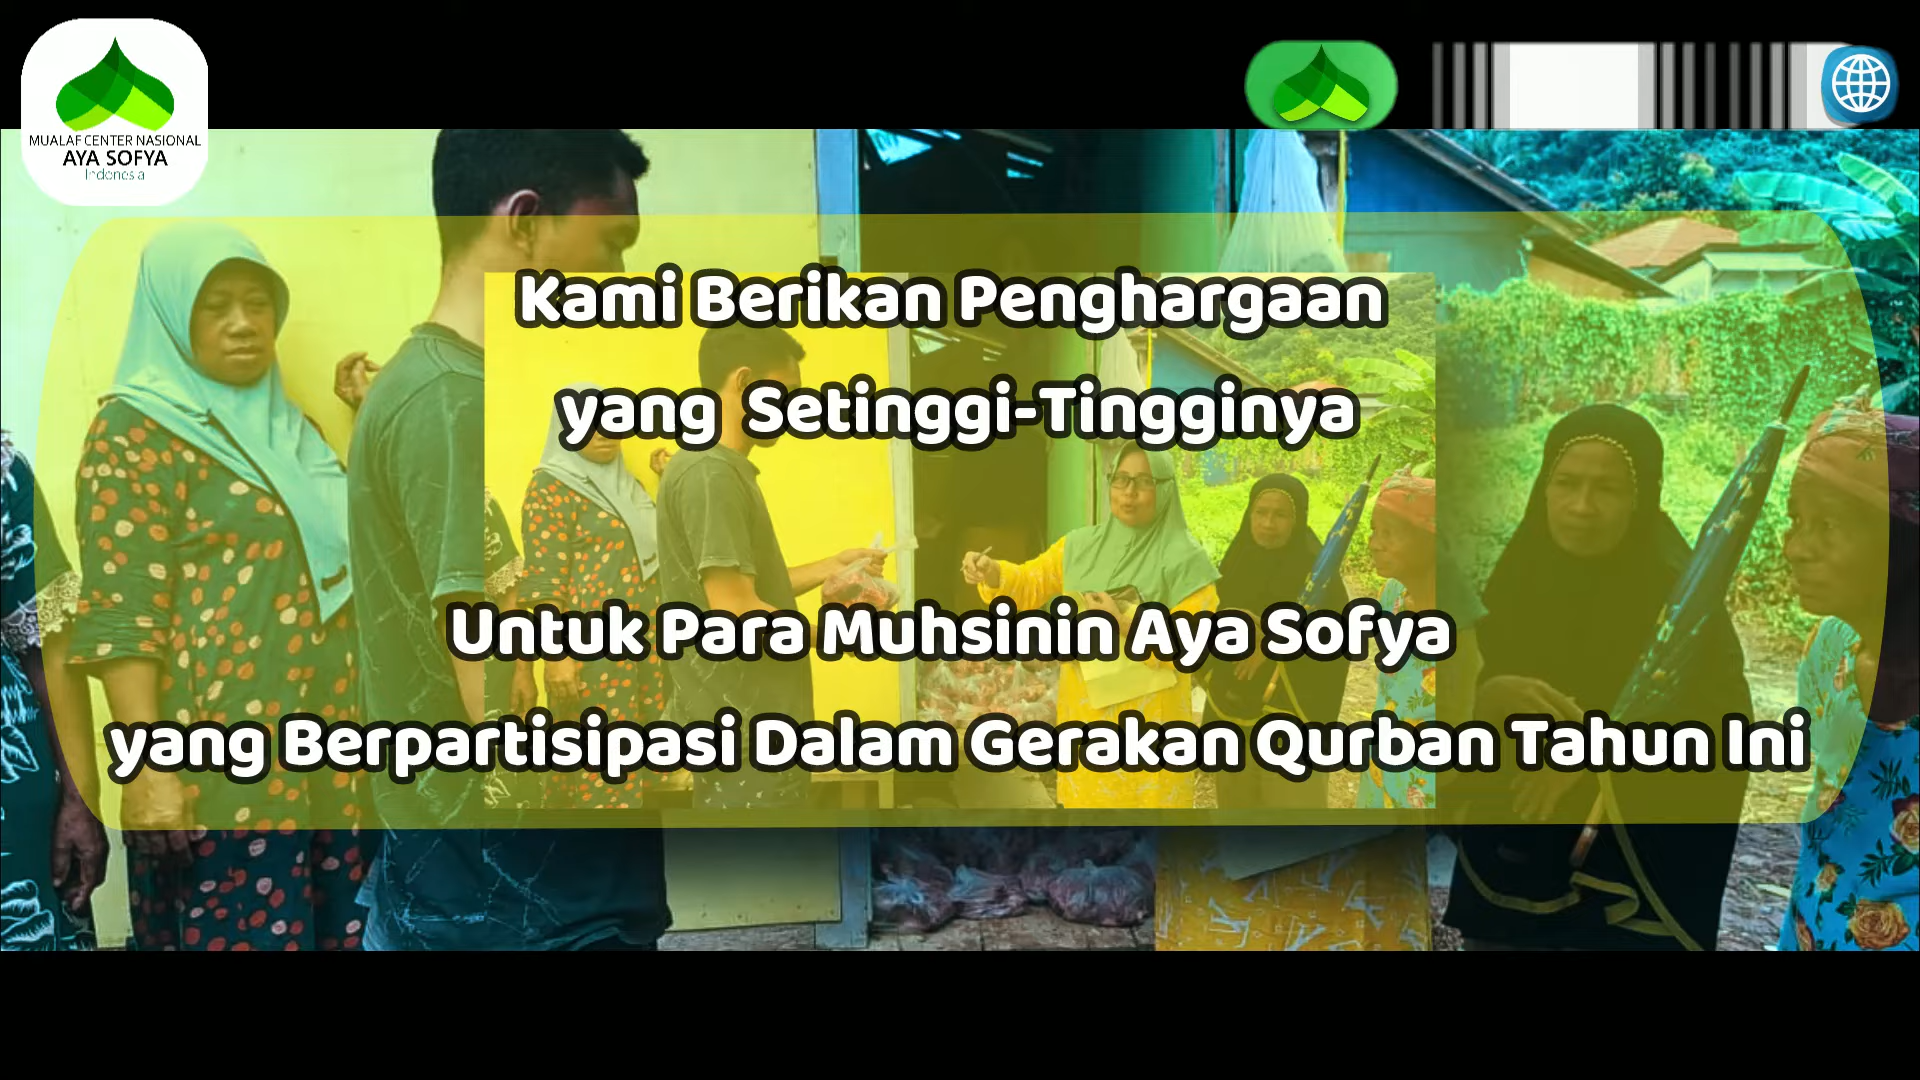 MUALAF CENTER NASIONAL
AYA SOFYA
Indonesia
Kami Berikan Penghargaan
yang Setinggi-Tingginya
Untuk Para Muhsinin Aya Sofya
yang Berpartisipasi Dalam Gerakan Qurban Tahun Ini